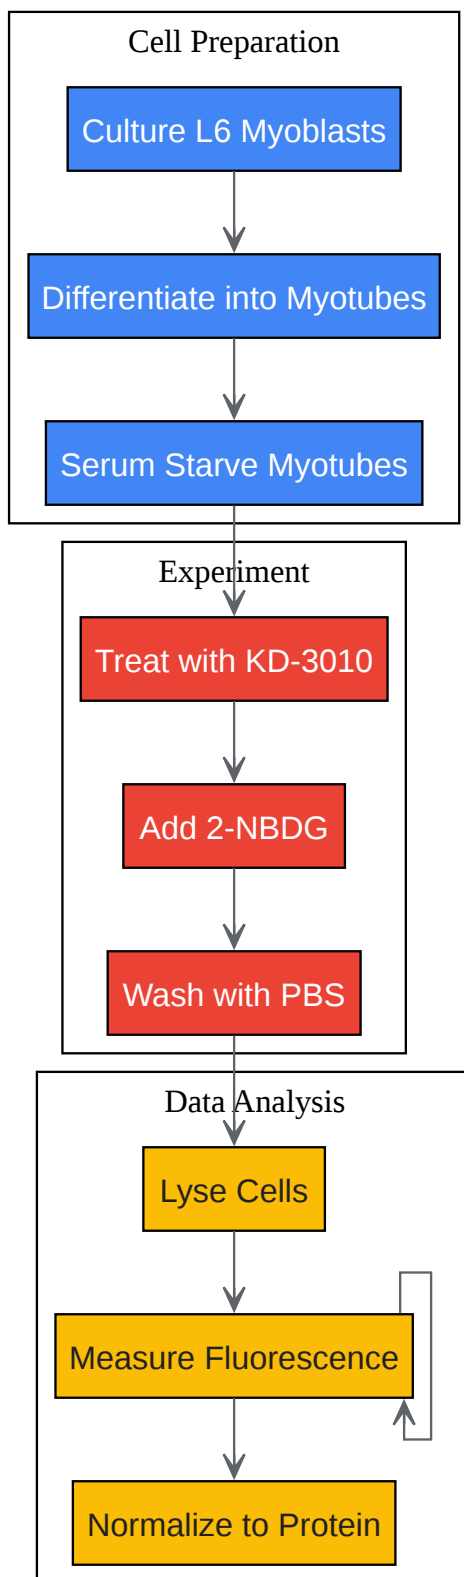 Cell Preparation
Culture L6 Myoblasts
Differentiate into Myotubes
Serum Starve Myotubes
Experiment
Treat with KD-3010
Add 2-NBDG
Wash with PBS
Data Analysis
Lyse Cells
Measure Fluorescence
Normalize to Protein